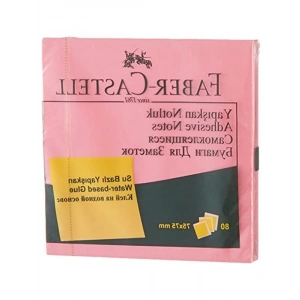 FABER-CASTELL
since 1761
Yapışkan Notluk
Adhesive Notes
Самоклеящиеся
Бумаги Для Заметок
Su Bazlı Yapışkan
Water-based Glue
Клей на водной основе
80
75x75 mm